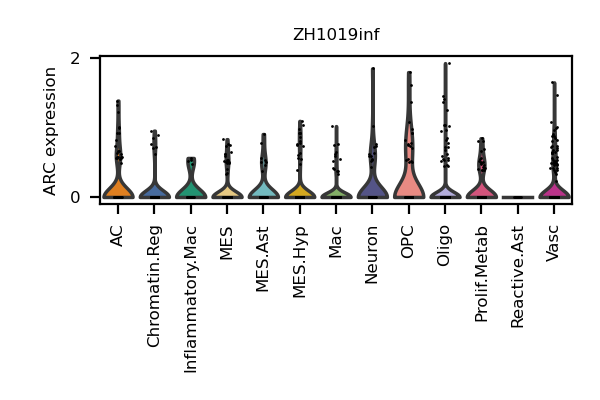 ZH1019inf
ARC expression
2
0
AC
Chromatin.Reg
Inflammatory.Mac
MES
MES.Ast
MES.Hyp
Mac
Neuron
OPC
Oligo
Prolif.Metab
Reactive.Ast
Vasc